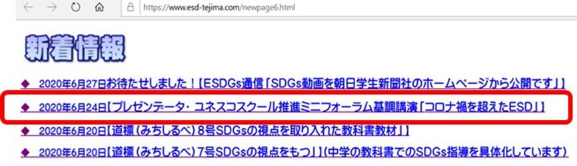 https://www.esd-tejima.com/newpage6.html
新着情報
◆ 2020年6月27日お待たせしました!【ESDGs通信「SDGs動画を朝日学生新聞社のホームページから公開です」】
◆ 2020年6月24日【プレゼンテータ・ユネスコスクール推進ミニフォーラム基調講演「コロナ禍を超えたESD」】
◆ 2020年6月20日【道標(みちしるべ)8号SDGsの視点を取り入れた教科書教材」】
◆ 2020年6月20日【道標(みちしるべ)7号SDGsの視点をもつ」】(中学の教科書でのSDGs指導を具体化しています)